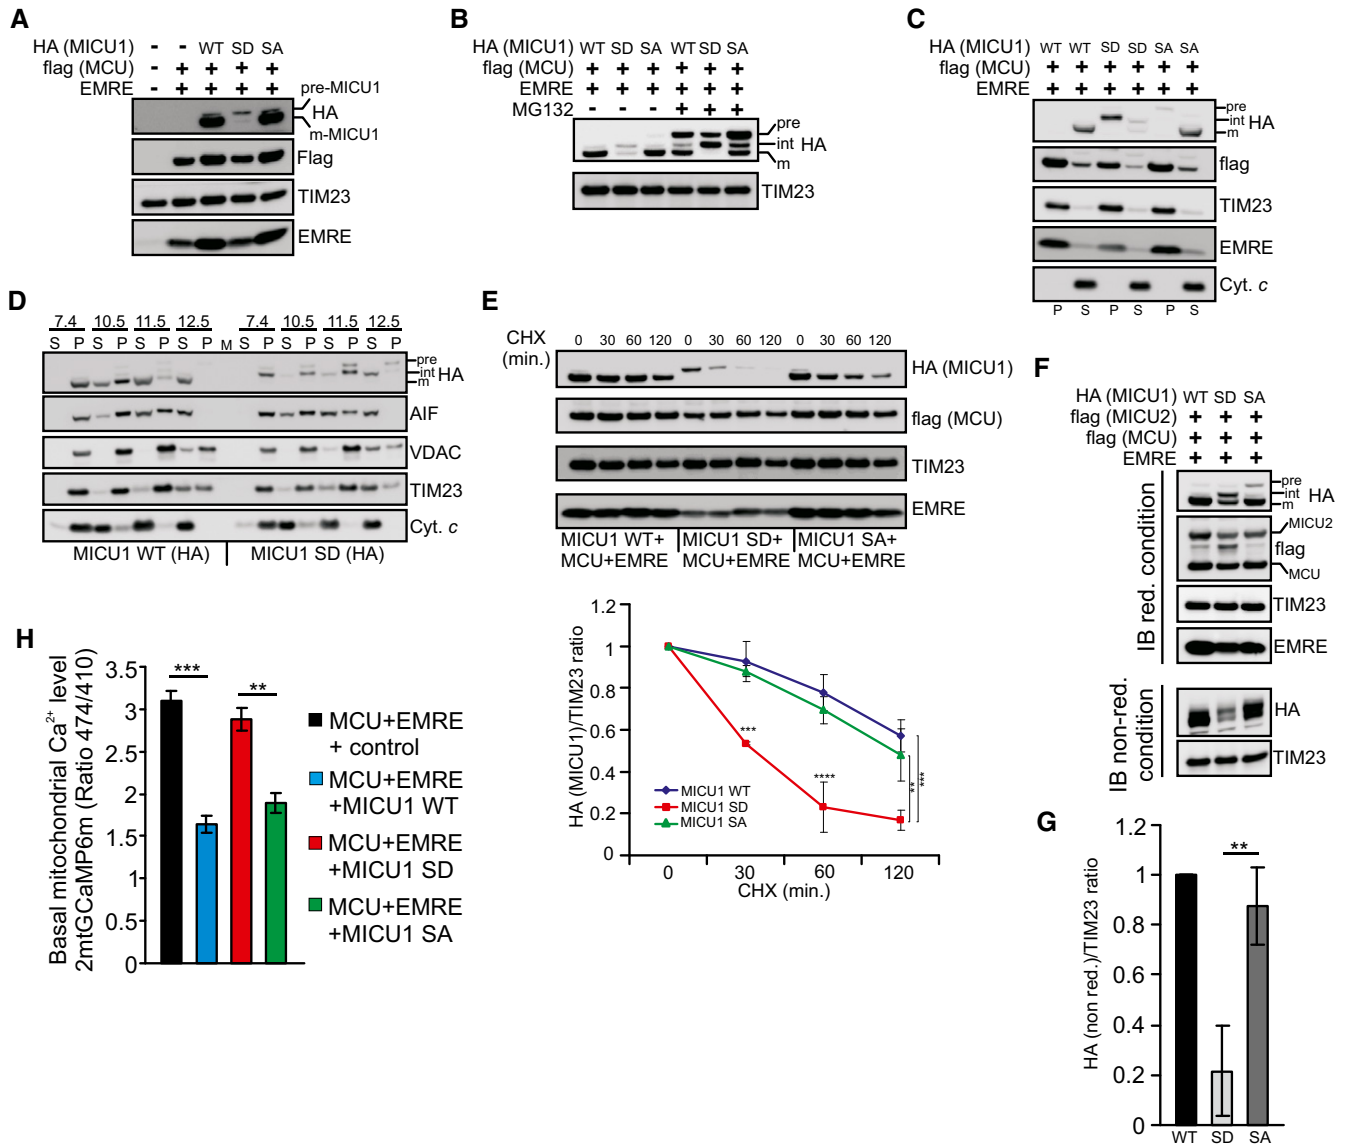 A
HA (MICU1) - - WT SD SA
flag (MCU) - + + + +
EMRE - + + + +
pre-MICU1
HA
m-MICU1
Flag
TIM23
EMRE
B
HA (MICU1) WT SD SA WT SD SA
flag (MCU) + + + + + +
EMRE + + + + + +
MG132 - - - + + +
pre
int HA
m
TIM23
C
HA (MICU1) WT WT SD SD SA SA
flag (MCU) + + + + + +
EMRE + + + + + +
pre
int HA
m
flag
TIM23
EMRE
Cyt. c
P S P S P S
D
7.4 10.5 11.5 12.5 7.4 10.5 11.5 12.5
S P S P S P S P M S P S P S P S P
pre
int HA
m
AIF
VDAC
TIM23
Cyt. c
MICU1 WT (HA) MICU1 SD (HA)
E
CHX (min.) 0 30 60 120 0 30 60 120 0 30 60 120
HA (MICU1)
flag (MCU)
TIM23
EMRE
MICU1 WT+ MICU1 SD+ MICU1 SA+
MCU+EMRE MCU+EMRE MCU+EMRE
HA (MICU1)/TIM23 ratio
1.2
1
0.8
0.6
0.4
0.2
0
***
****
**
***
MICU1 WT
MICU1 SD
MICU1 SA
0 30 60 120
CHX (min.)
F
HA (MICU1) WT SD SA
flag (MICU2) + + +
flag (MCU) + + +
EMRE + + +
IB red. condition
pre
int HA
m
MICU2
flag
MCU
TIM23
EMRE
IB non-red. condition
HA
TIM23
G
HA (non red.)/TIM23 ratio
1.2
1
0.8
0.6
0.4
0.2
0
**
WT SD SA
H
Basal mitochondrial Ca2+ level
2mtGCaMP6m (Ratio 474/410)
3.5
3
2.5
2
1.5
1
0.5
0
***
**
MCU+EMRE
+ control
MCU+EMRE
+MICU1 WT
MCU+EMRE
+MICU1 SD
MCU+EMRE
+MICU1 SA